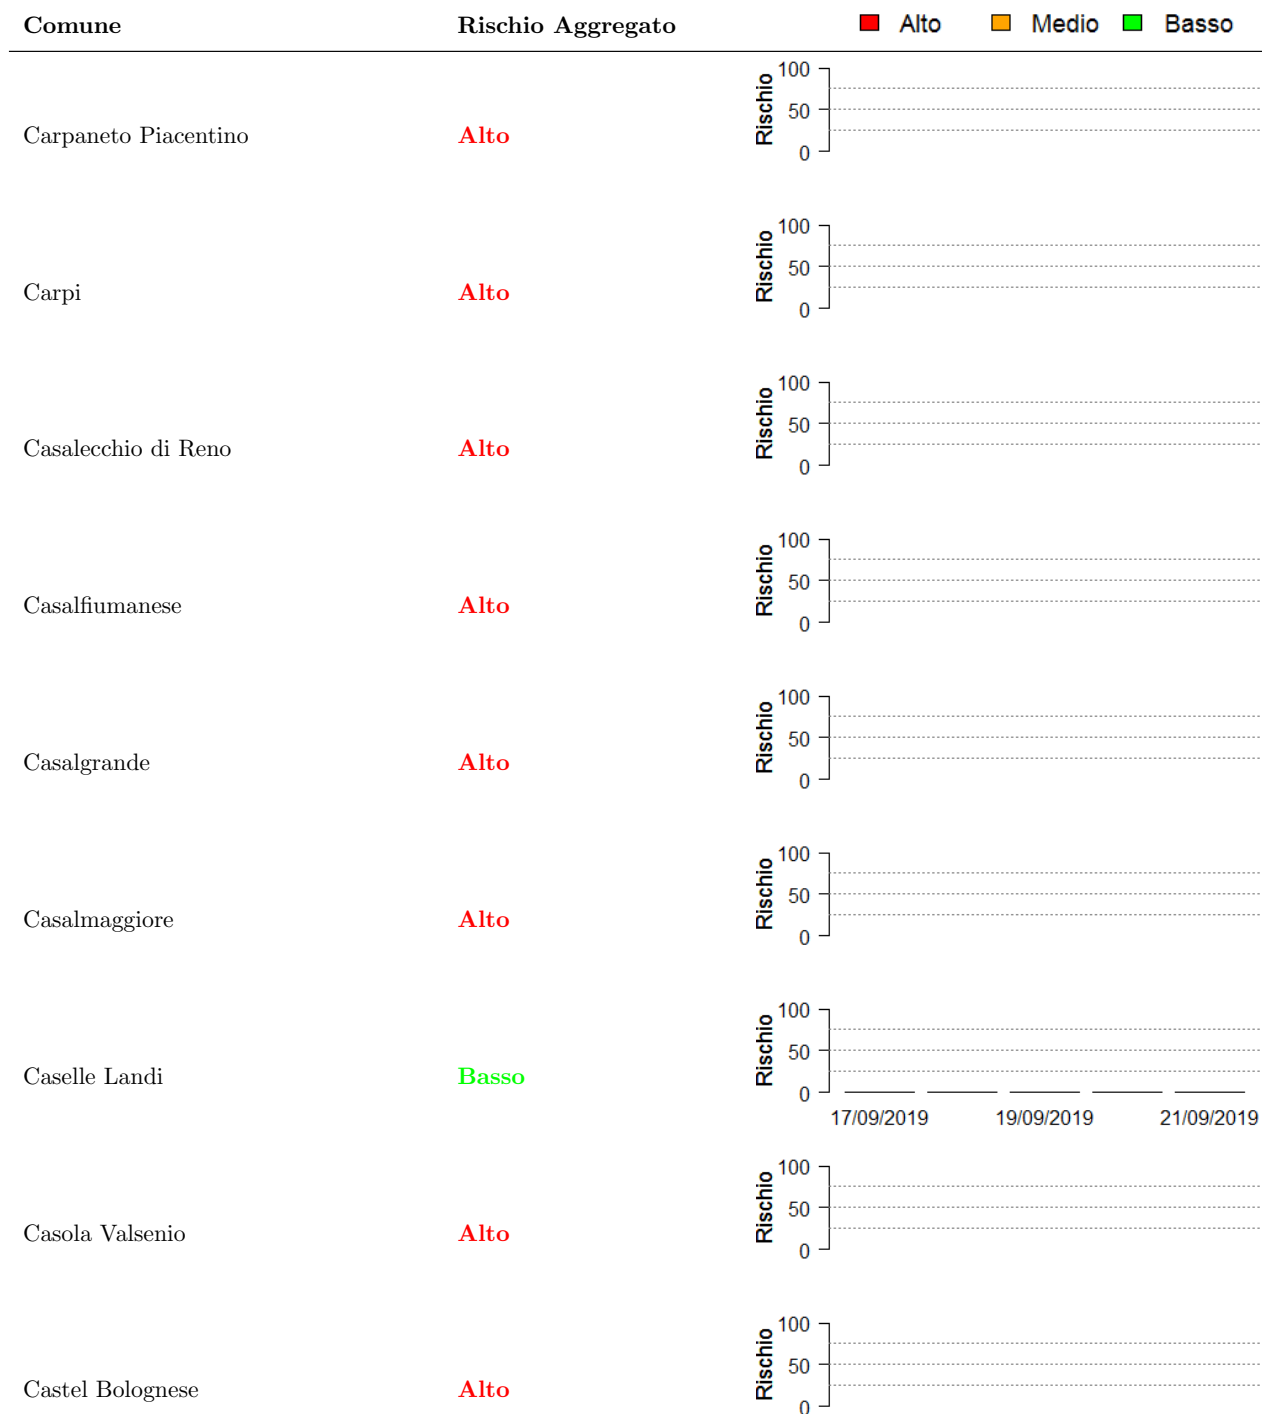 Comune Rischio Aggregato Alto Medio Basso
100
50
0
Rischio
Carpaneto Piacentino Alto
100
50
0
Rischio
Carpi Alto
100
50
0
Rischio
Casalecchio di Reno Alto
100
50
0
Rischio
Casalfiumanese Alto
100
50
0
Rischio
Casalgrande Alto
100
50
0
Rischio
Casalmaggiore Alto
100
50
0
Rischio
Caselle Landi Basso
17/09/2019 19/09/2019 21/09/2019
100
50
0
Rischio
Casola Valsenio Alto
100
50
0
Rischio
Castel Bolognese Alto